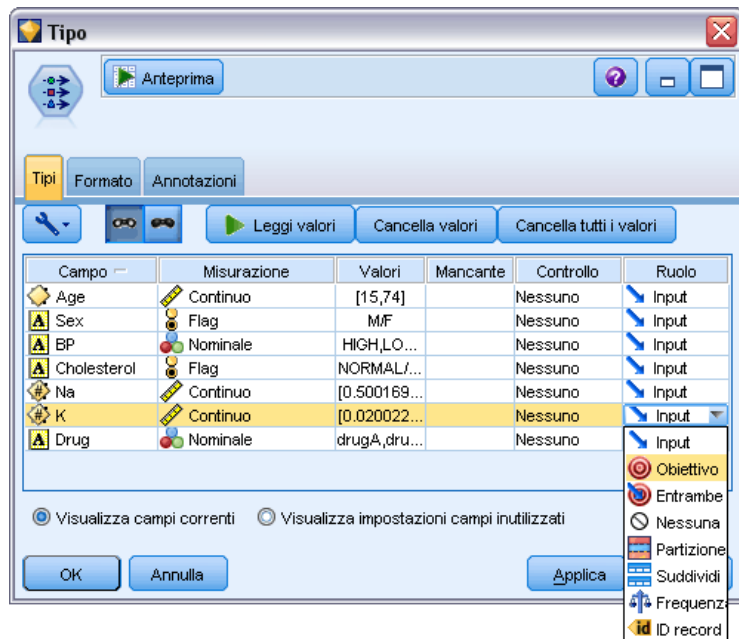 Tipo
Anteprima
Tipi Formato Annotazioni
Leggi valori Cancella valori Cancella tutti i valori
Campo Misurazione Valori Mancante Controllo Ruolo
Age Continuo [15,74] Nessuno Input
A Sex Flag M/F Nessuno Input
A BP Nominale HIGH,LO... Nessuno Input
A Cholesterol Flag NORMAL/... Nessuno Input
# Na Continuo [0.500169... Nessuno Input
# K Continuo [0.020022... Nessuno Input
A Drug Nominale drugA,dru... Nessuno
Input
Obiettivo
Entrambe
Nessuna
Partizione
Suddividi
Frequenza
id ID record
Visualizza campi correnti Visualizza impostazioni campi inutilizzati
OK Annulla Applica